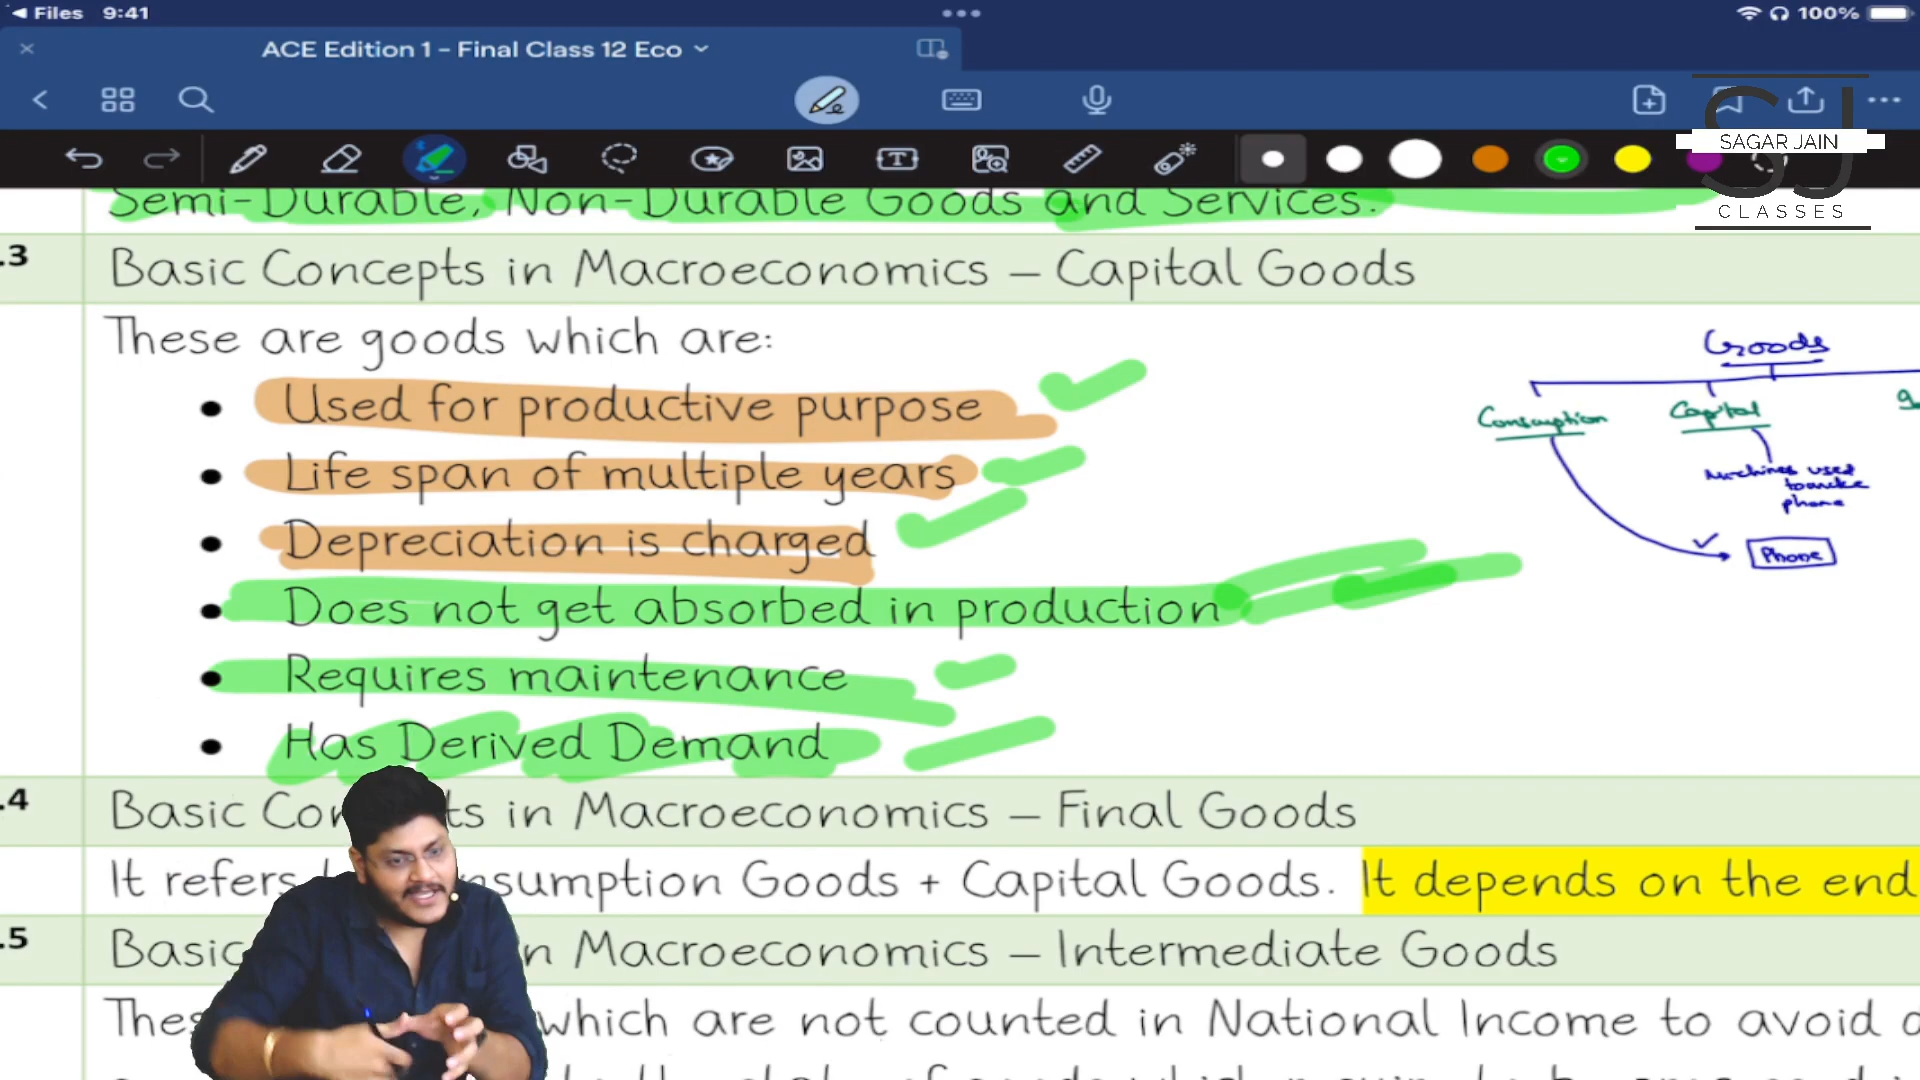 Files 9:41
100%
ACE Edition 1 – Final Class 12 Eco
SAGAR JAIN
CLASSES
Semi-Durable, Non-Durable Goods and Services.
.3 Basic Concepts in Macroeconomics – Capital Goods
These are goods which are:
• Used for productive purpose
• Life span of multiple years
• Depreciation is charged
• Does not get absorbed in production
• Requires maintenance
• Has Derived Demand
Goods
Consumption Capital
Machines used
to make
phone
Phone
.4 Basic Con ts in Macroeconomics – Final Goods
It refers nsumption Goods + Capital Goods. It depends on the end
.5 Basic n Macroeconomics – Intermediate Goods
Thes which are not counted in National Income to avoid